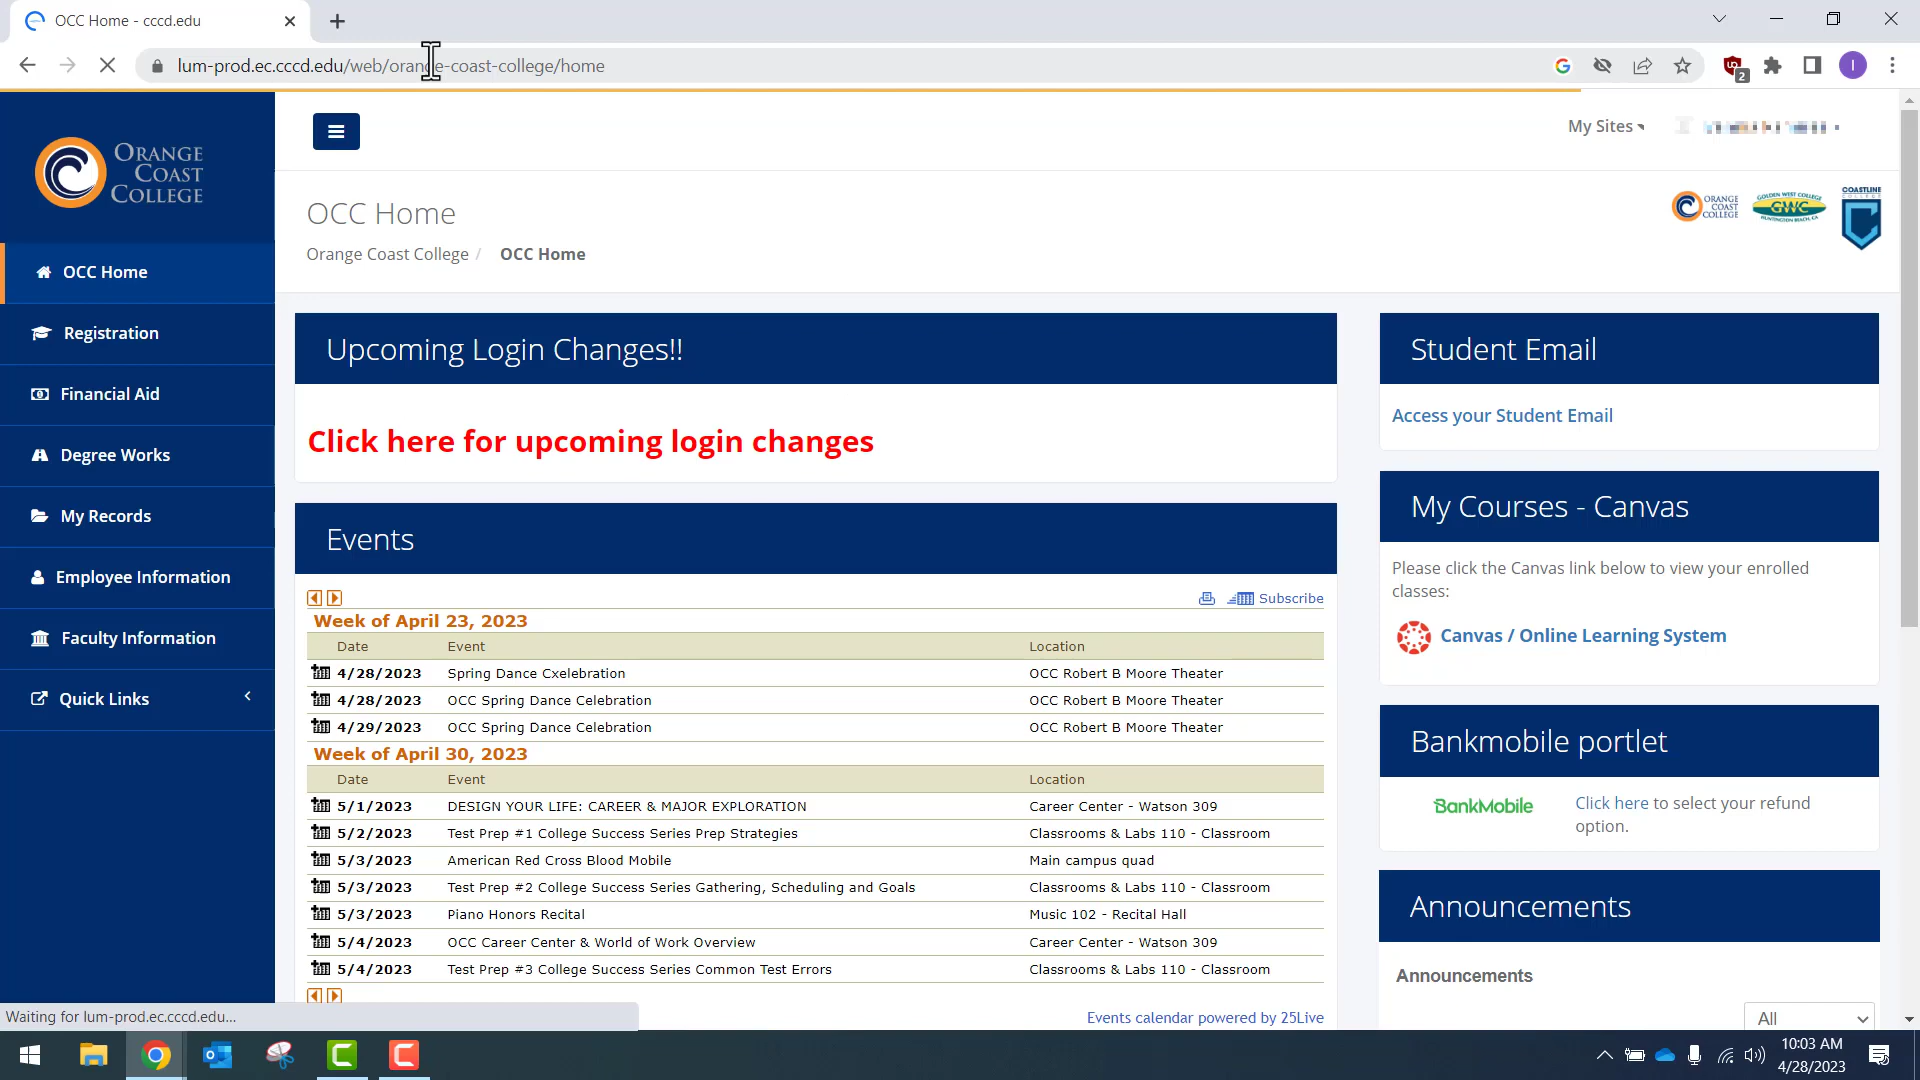 OCC Home - cccd.edu
lum-prod.ec.cccd.edu/web/orange-coast-college/home
2
I
ORANGE
COAST
COLLEGE
My Sites
OCC Home
Orange Coast College / OCC Home
ORANGE
COAST
COLLEGE
GOLDEN WEST COLLEGE
GWC
HUNTINGTON BEACH, CA
COASTLINE
COLLEGE
OCC Home
Registration
Financial Aid
Degree Works
My Records
Employee Information
Faculty Information
Quick Links
Upcoming Login Changes!!
Click here for upcoming login changes
Events
Subscribe
Week of April 23, 2023
Date Event Location
4/28/2023 Spring Dance Cxelebration OCC Robert B Moore Theater
4/28/2023 OCC Spring Dance Celebration OCC Robert B Moore Theater
4/29/2023 OCC Spring Dance Celebration OCC Robert B Moore Theater
Week of April 30, 2023
Date Event Location
5/1/2023 DESIGN YOUR LIFE: CAREER & MAJOR EXPLORATION Career Center - Watson 309
5/2/2023 Test Prep #1 College Success Series Prep Strategies Classrooms & Labs 110 - Classroom
5/3/2023 American Red Cross Blood Mobile Main campus quad
5/3/2023 Test Prep #2 College Success Series Gathering, Scheduling and Goals Classrooms & Labs 110 - Classroom
5/3/2023 Piano Honors Recital Music 102 - Recital Hall
5/4/2023 OCC Career Center & World of Work Overview Career Center - Watson 309
5/4/2023 Test Prep #3 College Success Series Common Test Errors Classrooms & Labs 110 - Classroom
Events calendar powered by 25Live
Student Email
Access your Student Email
My Courses - Canvas
Please click the Canvas link below to view your enrolled
classes:
Canvas / Online Learning System
Bankmobile portlet
BankMobile
Click here to select your refund
option.
Announcements
Announcements
All
Waiting for lum-prod.ec.cccd.edu...
10:03 AM
4/28/2023